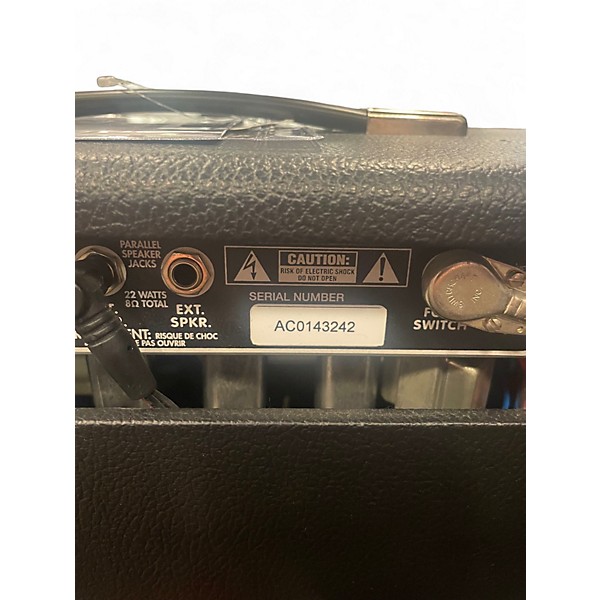 PARALLEL
SPEAKER
JACKS
22 WATTS
8Ω TOTAL
EXT.
SPKR.
CAUTION:
RISK OF ELECTRIC SHOCK
DO NOT OPEN
SERIAL NUMBER
AC0143242
SWITCH
ENT: RISQUE DE CHOC
E PAS OUVRIR